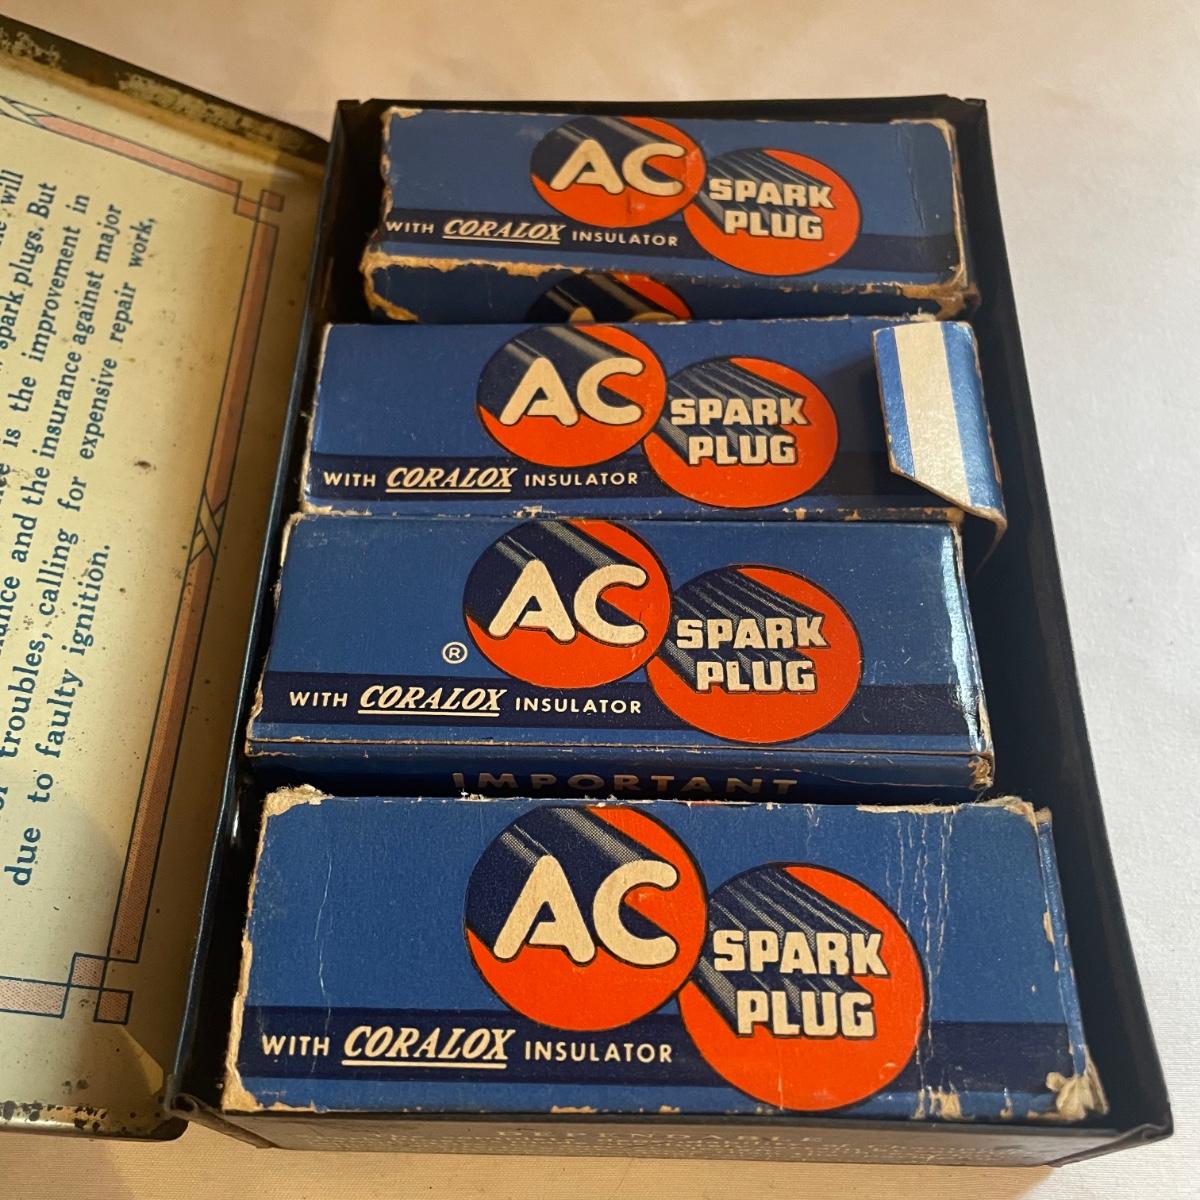 will
spark plugs. But
is the improvement in
and the insurance against major
troubles, calling for expensive repair work,
due to faulty ignition.
AC
SPARK
PLUG
WITH CORALOX INSULATOR
AC
SPARK
PLUG
WITH CORALOX INSULATOR
AC
SPARK
PLUG
®
WITH CORALOX INSULATOR
IMPORTANT
AC
SPARK
PLUG
WITH CORALOX INSULATOR
DEPENDABLE